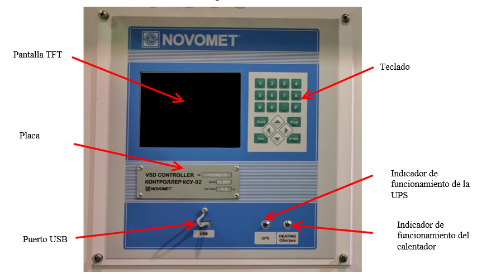 NOVOMET
Pantalla TFT
Teclado
Placa
VSD CONTROLLER
КОНТРОЛЛЕР КСУ-02
NOVOMET
Indicador de
funcionamiento de la
UPS
Indicador de
funcionamiento del
calentador
Puerto USB
USB
UPS
HEATING
Обогрев